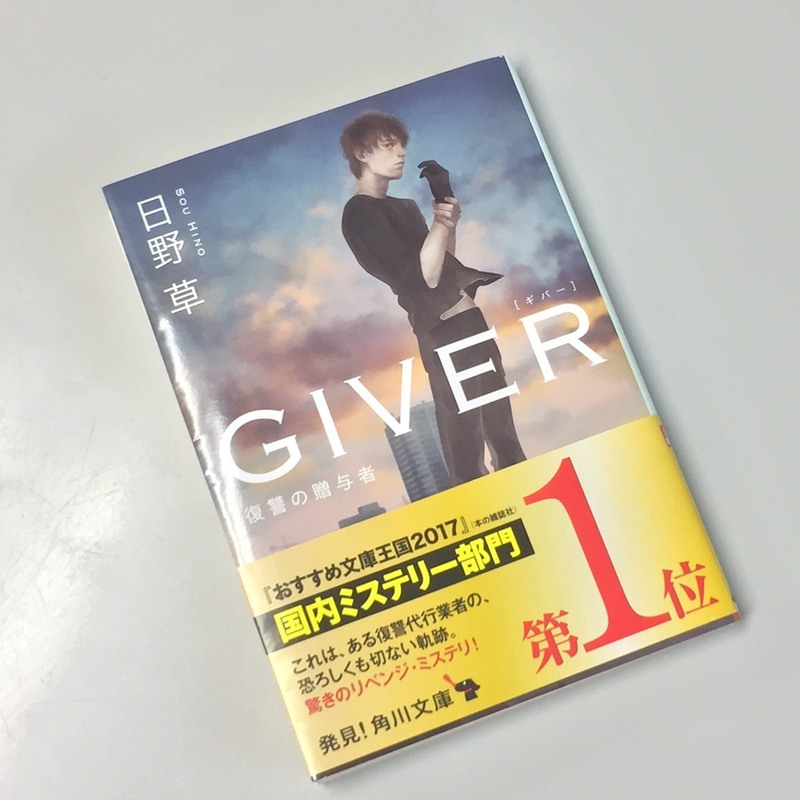 日野 草
SOU HINO
[ギバー]
GIVER
復讐の贈与者
『おすすめ文庫王国2017』(本の雑誌社)
国内ミステリー部門
第1位
これは、ある復讐代行業者の、
恐ろしくも切ない軌跡。
驚きのリベンジ・ミステリ!
発見!角川文庫